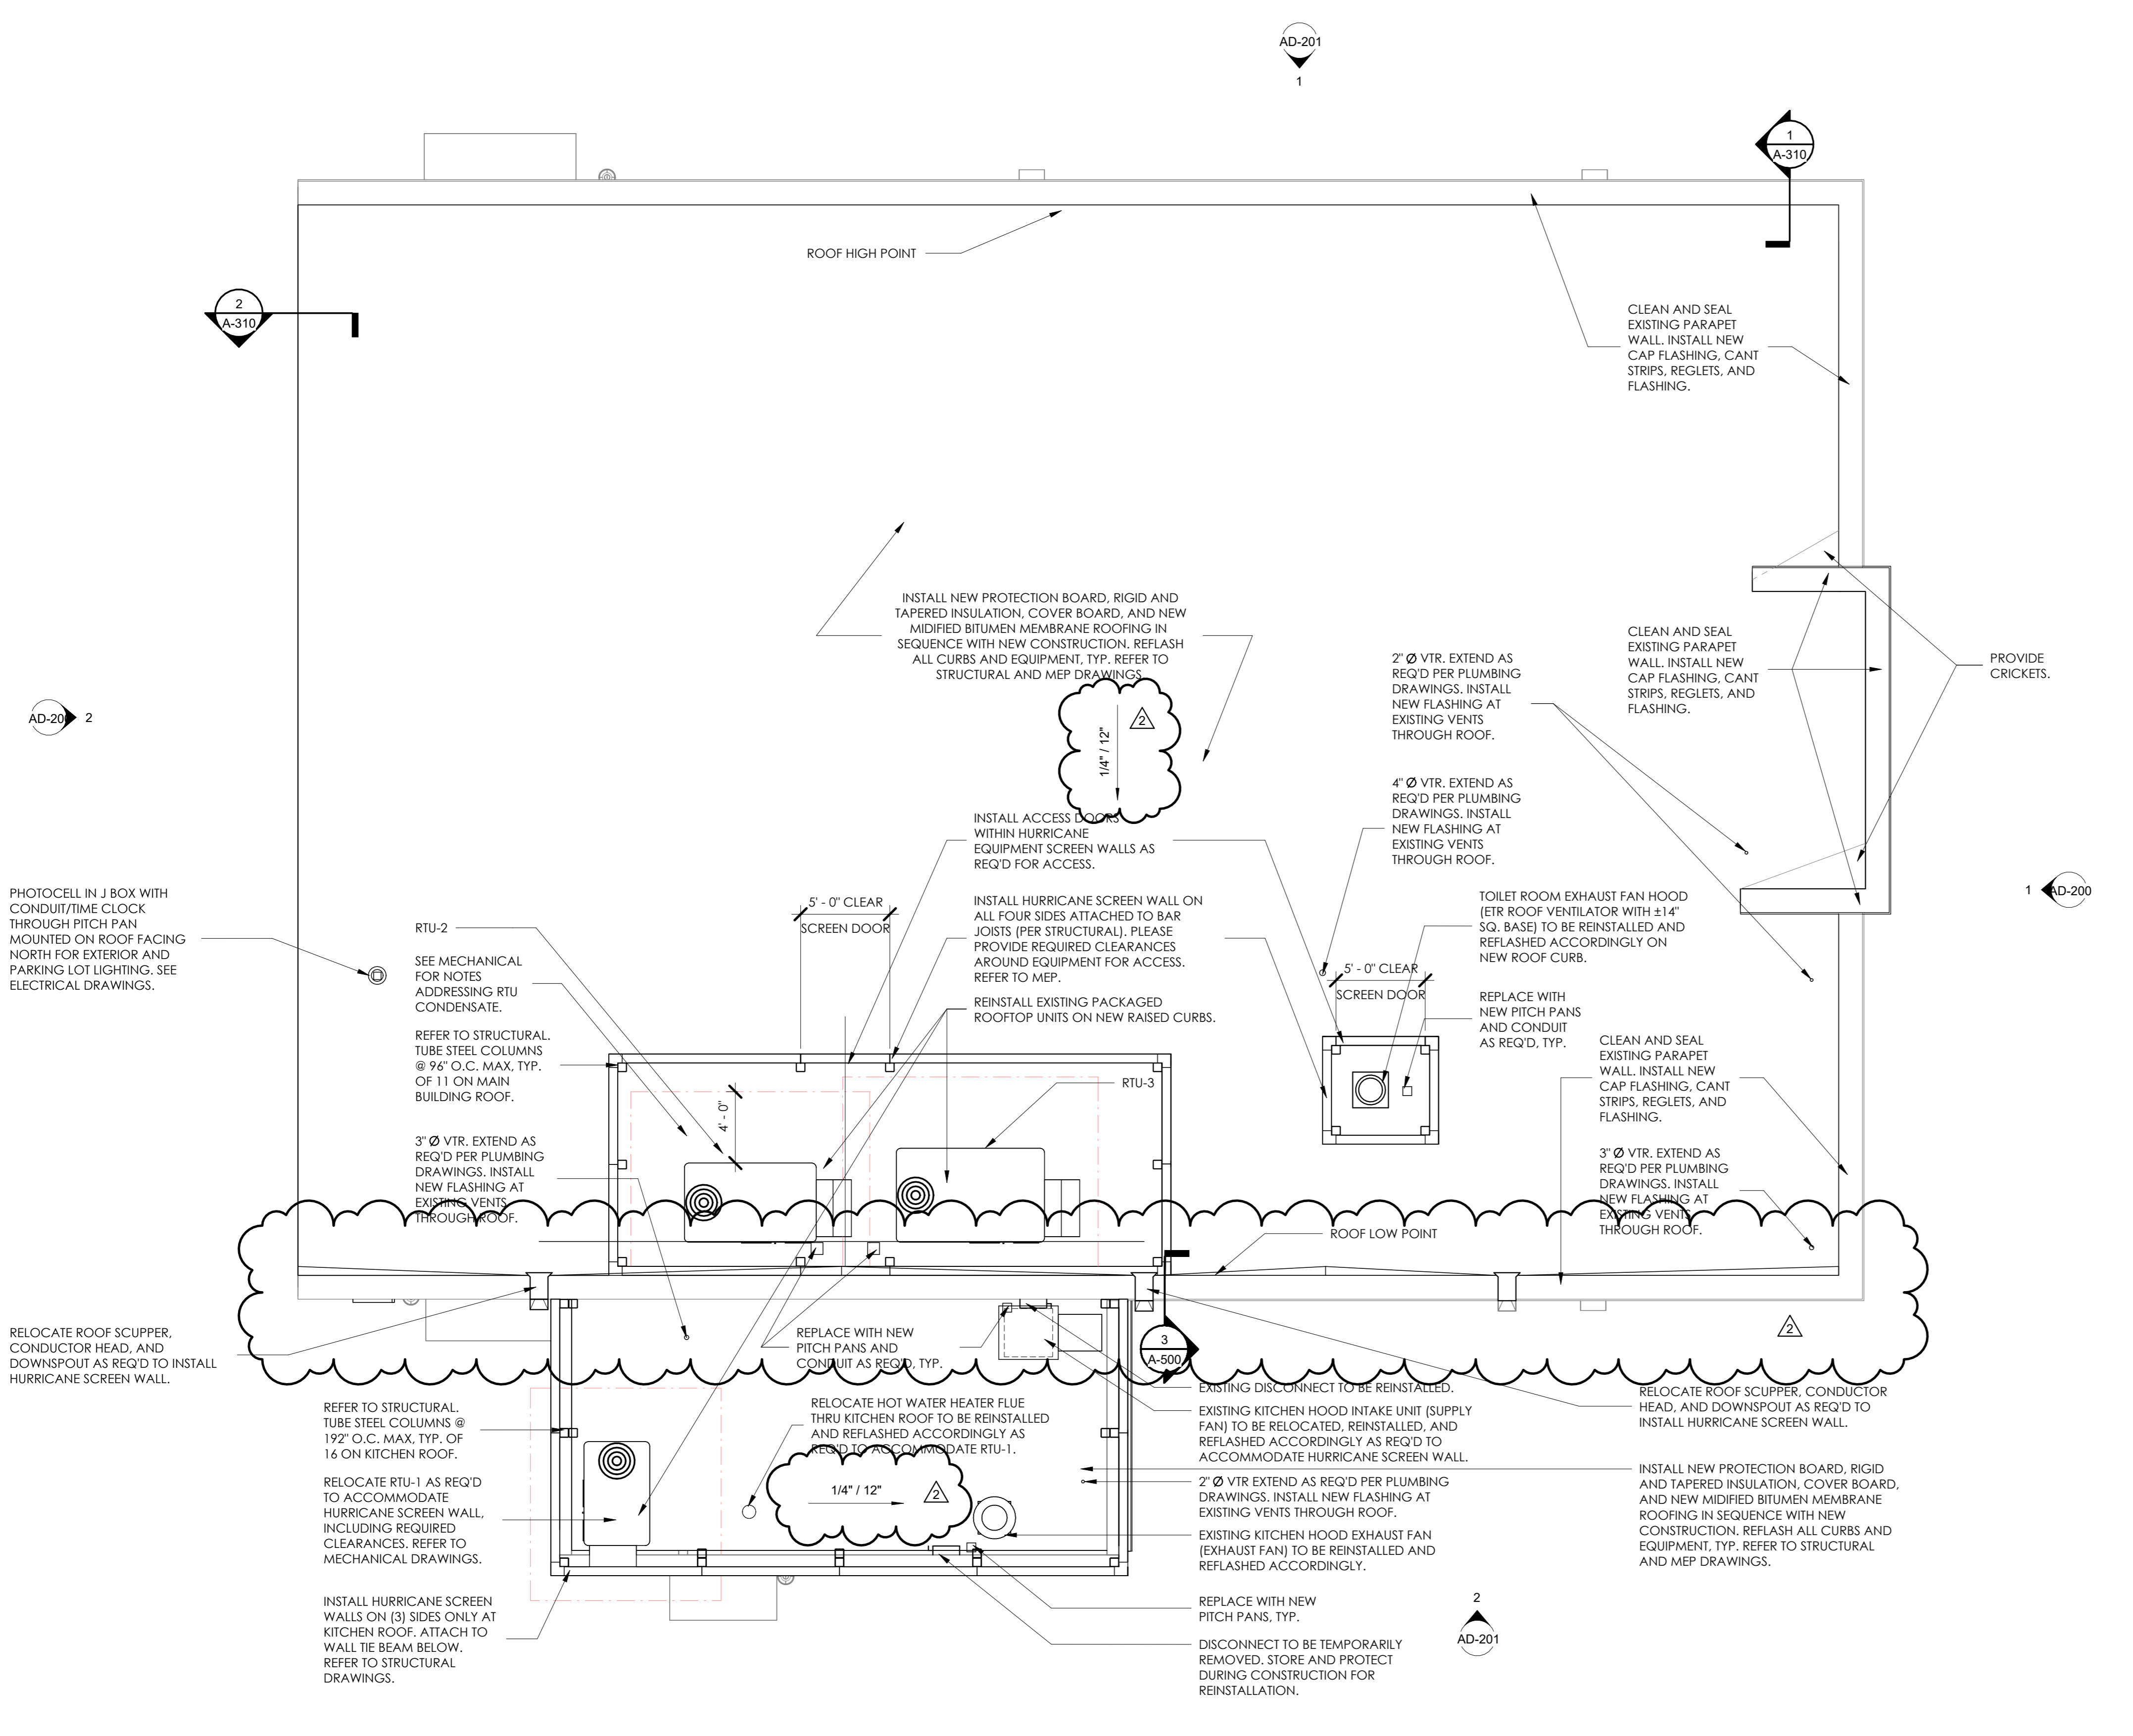 AD-201
1
1
A-310
ROOF HIGH POINT
2
A-310
CLEAN AND SEAL
EXISTING PARAPET
WALL. INSTALL NEW
CAP FLASHING, CANT
STRIPS, REGLETS, AND
FLASHING.
INSTALL NEW PROTECTION BOARD, RIGID AND
TAPERED INSULATION, COVER BOARD, AND NEW
MIDIFIED BITUMEN MEMBRANE ROOFING IN
SEQUENCE WITH NEW CONSTRUCTION. REFLASH
ALL CURBS AND EQUIPMENT, TYP. REFER TO
STRUCTURAL AND MEP DRAWINGS
2
1/4" / 12"
2" Ø VTR. EXTEND AS
REQ'D PER PLUMBING
DRAWINGS. INSTALL
NEW FLASHING AT
EXISTING VENTS
THROUGH ROOF.
CLEAN AND SEAL
EXISTING PARAPET
WALL. INSTALL NEW
CAP FLASHING, CANT
STRIPS, REGLETS, AND
FLASHING.
PROVIDE
CRICKETS.
AD-20
2
4" Ø VTR. EXTEND AS
REQ'D PER PLUMBING
DRAWINGS. INSTALL
NEW FLASHING AT
EXISTING VENTS
THROUGH ROOF.
INSTALL ACCESS DOORS
WITHIN HURRICANE
EQUIPMENT SCREEN WALLS AS
REQ'D FOR ACCESS.
1
AD-200
PHOTOCELL IN J BOX WITH
CONDUIT/TIME CLOCK
THROUGH PITCH PAN
MOUNTED ON ROOF FACING
NORTH FOR EXTERIOR AND
PARKING LOT LIGHTING. SEE
ELECTRICAL DRAWINGS.
RTU-2
5' - 0" CLEAR
SCREEN DOOR
INSTALL HURRICANE SCREEN WALL ON
ALL FOUR SIDES ATTACHED TO BAR
JOISTS (PER STRUCTURAL). PLEASE
PROVIDE REQUIRED CLEARANCES
AROUND EQUIPMENT FOR ACCESS.
REFER TO MEP.
TOILET ROOM EXHAUST FAN HOOD
(ETR ROOF VENTILATOR WITH ±14"
SQ. BASE) TO BE REINSTALLED AND
REFLASHED ACCORDINGLY ON
NEW ROOF CURB.
SEE MECHANICAL
FOR NOTES
ADDRESSING RTU
CONDENSATE.
5' - 0" CLEAR
SCREEN DOOR
REINSTALL EXISTING PACKAGED
ROOFTOP UNITS ON NEW RAISED CURBS.
REPLACE WITH
NEW PITCH PANS
AND CONDUIT
AS REQ'D, TYP.
REFER TO STRUCTURAL.
TUBE STEEL COLUMNS
@ 96" O.C. MAX, TYP.
OF 11 ON MAIN
BUILDING ROOF.
CLEAN AND SEAL
EXISTING PARAPET
WALL. INSTALL NEW
CAP FLASHING, CANT
STRIPS, REGLETS, AND
FLASHING.
RTU-3
4' - 0"
3" Ø VTR. EXTEND AS
REQ'D PER PLUMBING
DRAWINGS. INSTALL
NEW FLASHING AT
EXISTING VENTS
THROUGH ROOF.
3" Ø VTR. EXTEND AS
REQ'D PER PLUMBING
DRAWINGS. INSTALL
NEW FLASHING AT
EXISTING VENTS
THROUGH ROOF.
ROOF LOW POINT
RELOCATE ROOF SCUPPER,
CONDUCTOR HEAD, AND
DOWNSPOUT AS REQ'D TO INSTALL
HURRICANE SCREEN WALL.
REPLACE WITH NEW
PITCH PANS AND
CONDUIT AS REQ'D, TYP.
3
A-500
2
EXISTING DISCONNECT TO BE REINSTALLED.
RELOCATE ROOF SCUPPER, CONDUCTOR
HEAD, AND DOWNSPOUT AS REQ'D TO
INSTALL HURRICANE SCREEN WALL.
REFER TO STRUCTURAL.
TUBE STEEL COLUMNS @
192" O.C. MAX, TYP. OF
16 ON KITCHEN ROOF.
RELOCATE HOT WATER HEATER FLUE
THRU KITCHEN ROOF TO BE REINSTALLED
AND REFLASHED ACCORDINGLY AS
REQ'D TO ACCOMMODATE RTU-1.
EXISTING KITCHEN HOOD INTAKE UNIT (SUPPLY
FAN) TO BE RELOCATED, REINSTALLED, AND
REFLASHED ACCORDINGLY AS REQ'D TO
ACCOMMODATE HURRICANE SCREEN WALL.
RELOCATE RTU-1 AS REQ'D
TO ACCOMMODATE
HURRICANE SCREEN WALL,
INCLUDING REQUIRED
CLEARANCES. REFER TO
MECHANICAL DRAWINGS.
1/4" / 12"
2
2" Ø VTR EXTEND AS REQ'D PER PLUMBING
DRAWINGS. INSTALL NEW FLASHING AT
EXISTING VENTS THROUGH ROOF.
INSTALL NEW PROTECTION BOARD, RIGID
AND TAPERED INSULATION, COVER BOARD,
AND NEW MIDIFIED BITUMEN MEMBRANE
ROOFING IN SEQUENCE WITH NEW
CONSTRUCTION. REFLASH ALL CURBS AND
EQUIPMENT, TYP. REFER TO STRUCTURAL
AND MEP DRAWINGS.
EXISTING KITCHEN HOOD EXHAUST FAN
(EXHAUST FAN) TO BE REINSTALLED AND
REFLASHED ACCORDINGLY.
INSTALL HURRICANE SCREEN
WALLS ON (3) SIDES ONLY AT
KITCHEN ROOF. ATTACH TO
WALL TIE BEAM BELOW.
REFER TO STRUCTURAL
DRAWINGS.
REPLACE WITH NEW
PITCH PANS, TYP.
2
AD-201
DISCONNECT TO BE TEMPORARILY
REMOVED. STORE AND PROTECT
DURING CONSTRUCTION FOR
REINSTALLATION.